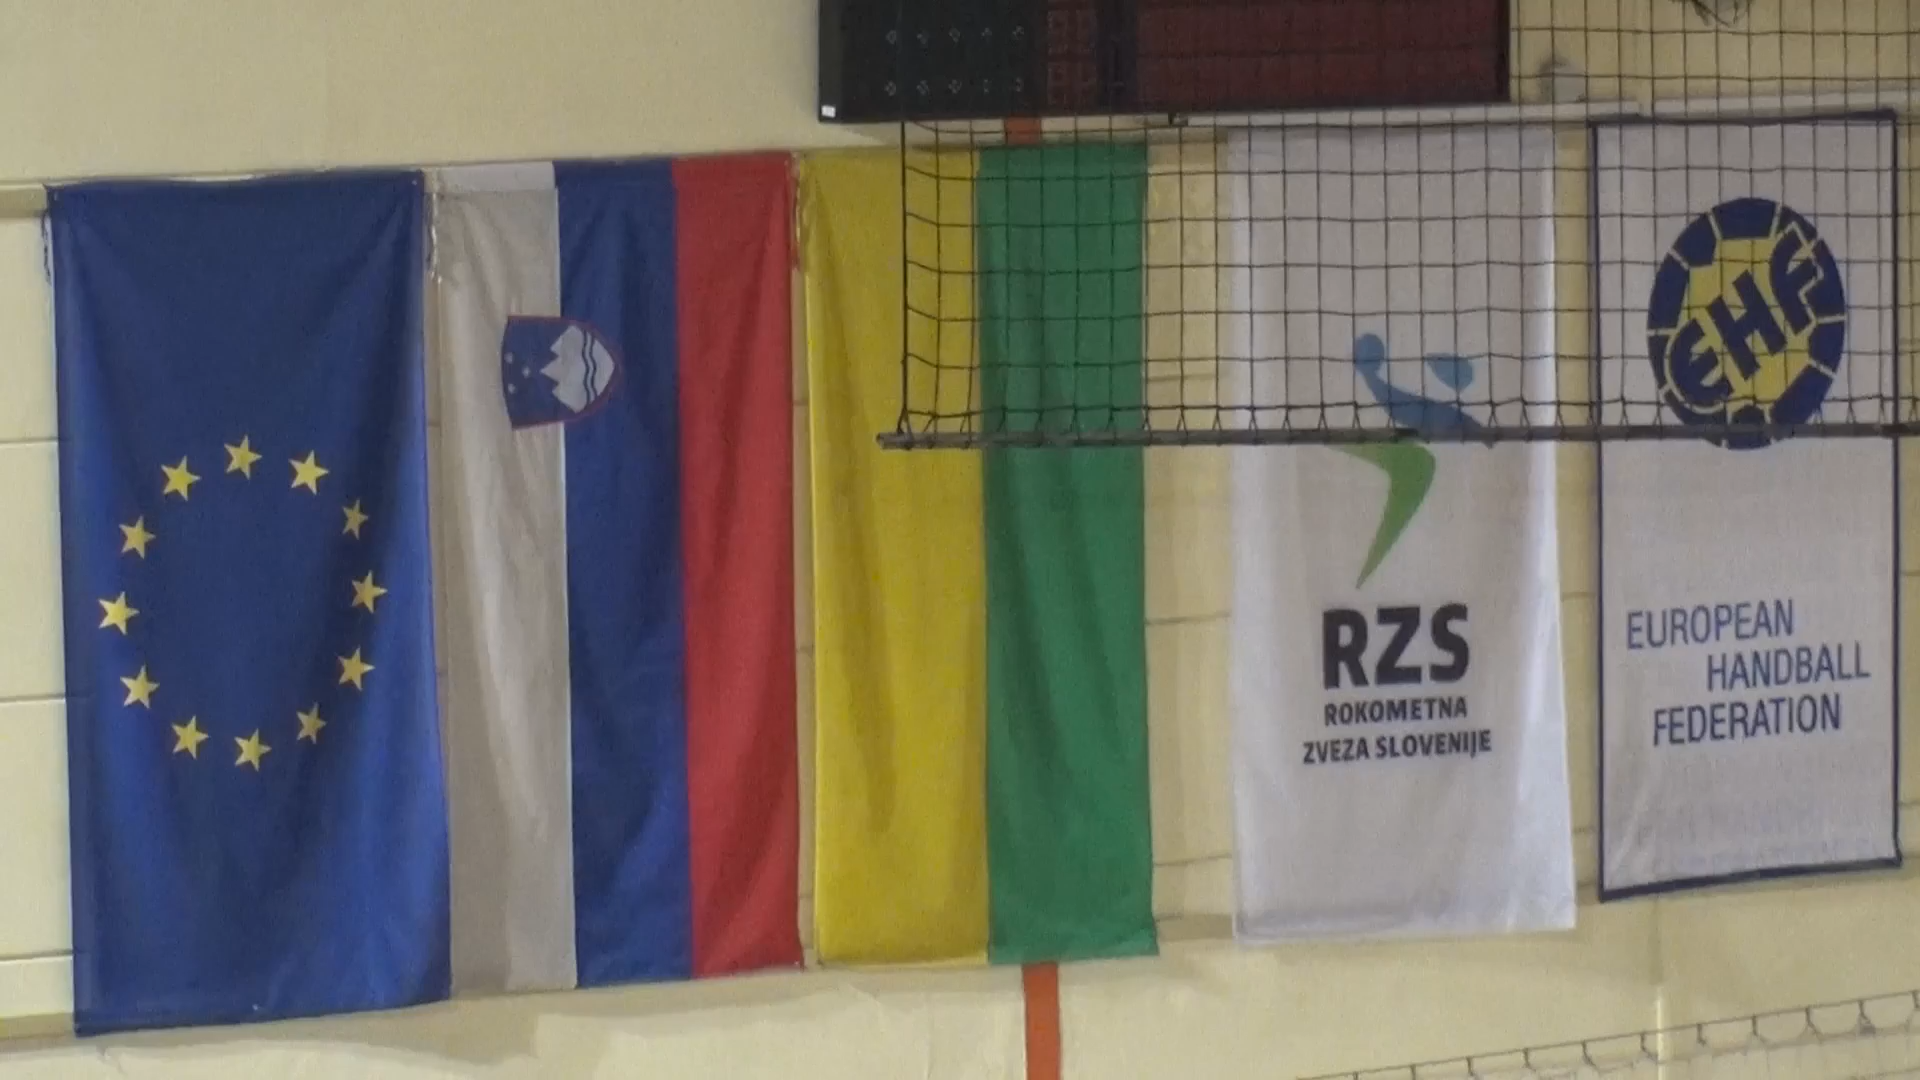 EHF
RZS
ROKOMETNA
ZVEZA SLOVENIJE
EUROPEAN
HANDBALL
FEDERATION